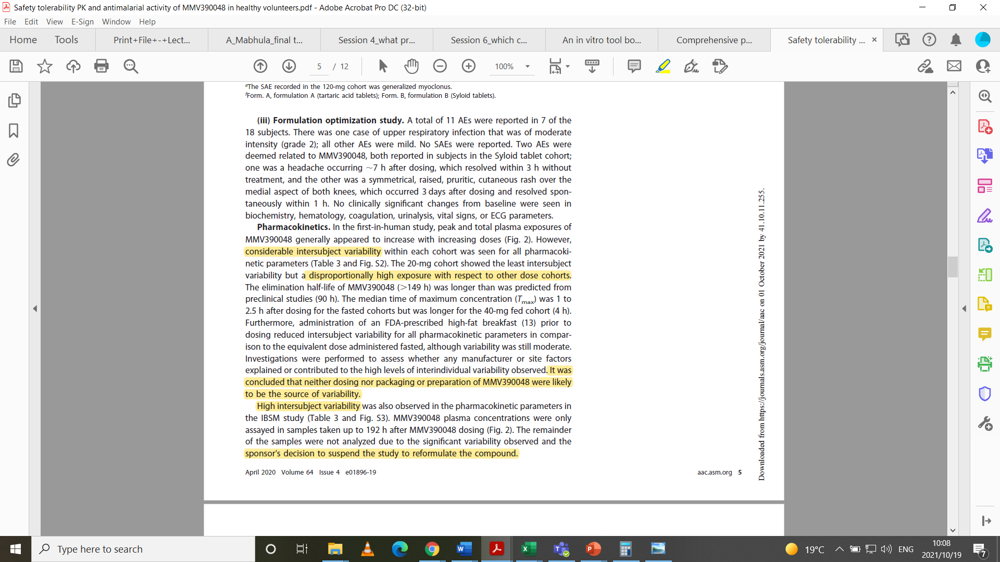 Safety tolerability PK and antimalarial activity of MMV390048 in healthy volunteers.pdf - Adobe Acrobat Pro DC (32-bit)
File Edit View E-Sign Window Help
Home Tools Print+File+-+Lect... A_Mabhula_final t... Session 4_what pr... Session 6_which c... An in vitro tool bo... Comprehensive p... Safety tolerability ... ×
5 / 12 100%
eThe SAE recorded in the 120-mg cohort was generalized myoclonus.
fForm. A, formulation A (tartaric acid tablets); Form. B, formulation B (Syloid tablets).
(iii) Formulation optimization study. A total of 11 AEs were reported in 7 of the
18 subjects. There was one case of upper respiratory infection that was of moderate
intensity (grade 2); all other AEs were mild. No SAEs were reported. Two AEs were
deemed related to MMV390048, both reported in subjects in the Syloid tablet cohort;
one was a headache occurring ~7 h after dosing, which resolved within 3 h without
treatment, and the other was a symmetrical, raised, pruritic, cutaneous rash over the
medial aspect of both knees, which occurred 3 days after dosing and resolved spon-
taneously within 1 h. No clinically significant changes from baseline were seen in
biochemistry, hematology, coagulation, urinalysis, vital signs, or ECG parameters.
Pharmacokinetics. In the first-in-human study, peak and total plasma exposures of
MMV390048 generally appeared to increase with increasing doses (Fig. 2). However,
considerable intersubject variability within each cohort was seen for all pharmacoki-
netic parameters (Table 3 and Fig. S2). The 20-mg cohort showed the least intersubject
variability but a disproportionally high exposure with respect to other dose cohorts.
The elimination half-life of MMV390048 (>149 h) was longer than was predicted from
preclinical studies (90 h). The median time of maximum concentration (Tmax) was 1 to
2.5 h after dosing for the fasted cohorts but was longer for the 40-mg fed cohort (4 h).
Furthermore, administration of an FDA-prescribed high-fat breakfast (13) prior to
dosing reduced intersubject variability for all pharmacokinetic parameters in compar-
ison to the equivalent dose administered fasted, although variability was still moderate.
Investigations were performed to assess whether any manufacturer or site factors
explained or contributed to the high levels of interindividual variability observed. It was
concluded that neither dosing nor packaging or preparation of MMV390048 were likely
to be the source of variability.
High intersubject variability was also observed in the pharmacokinetic parameters in
the IBSM study (Table 3 and Fig. S3). MMV390048 plasma concentrations were only
assayed in samples taken up to 192 h after MMV390048 dosing (Fig. 2). The remainder
of the samples were not analyzed due to the significant variability observed and the
sponsor's decision to suspend the study to reformulate the compound.
April 2020 Volume 64 Issue 4 e01896-19
aac.asm.org 5
Downloaded from https://journals.asm.org/journal/aac on 01 October 2021 by 41.10.11.255.
Type here to search
19°C ENG 10:08
2021/10/19
7